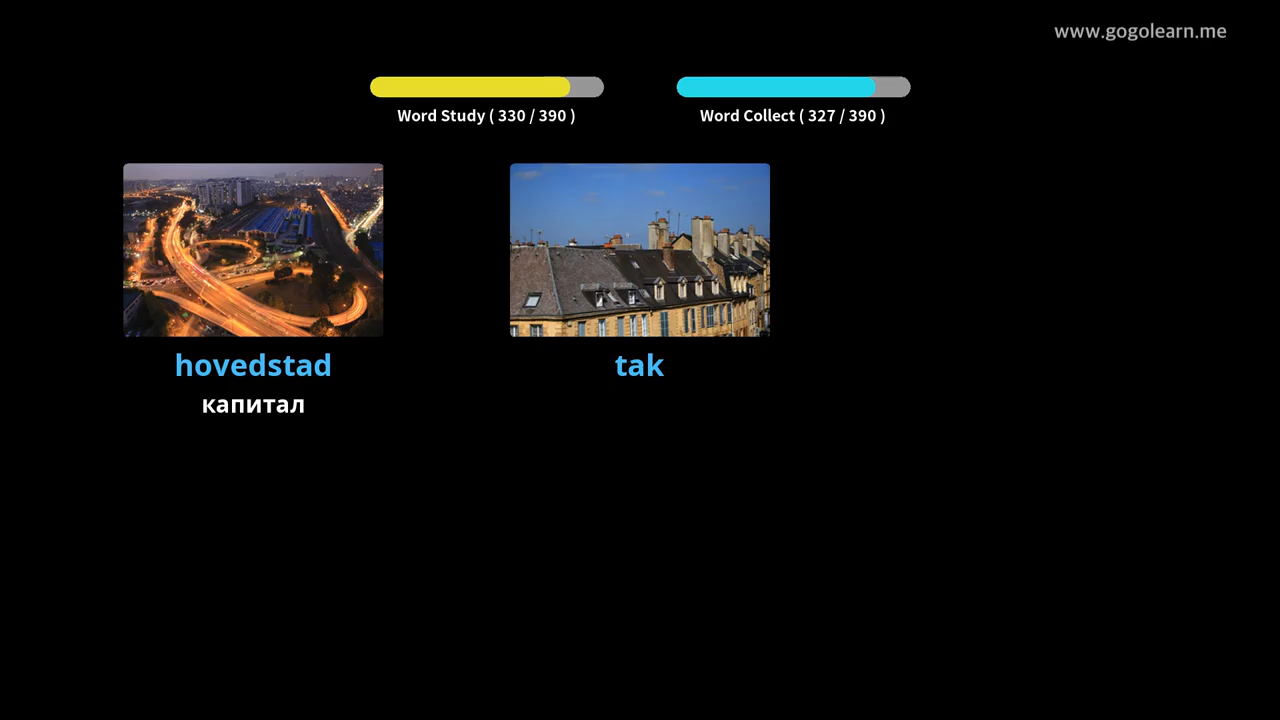 www.gogolearn.me
Word Study ( 330 / 390 )
Word Collect ( 327 / 390 )
hovedstad
tak
капитал